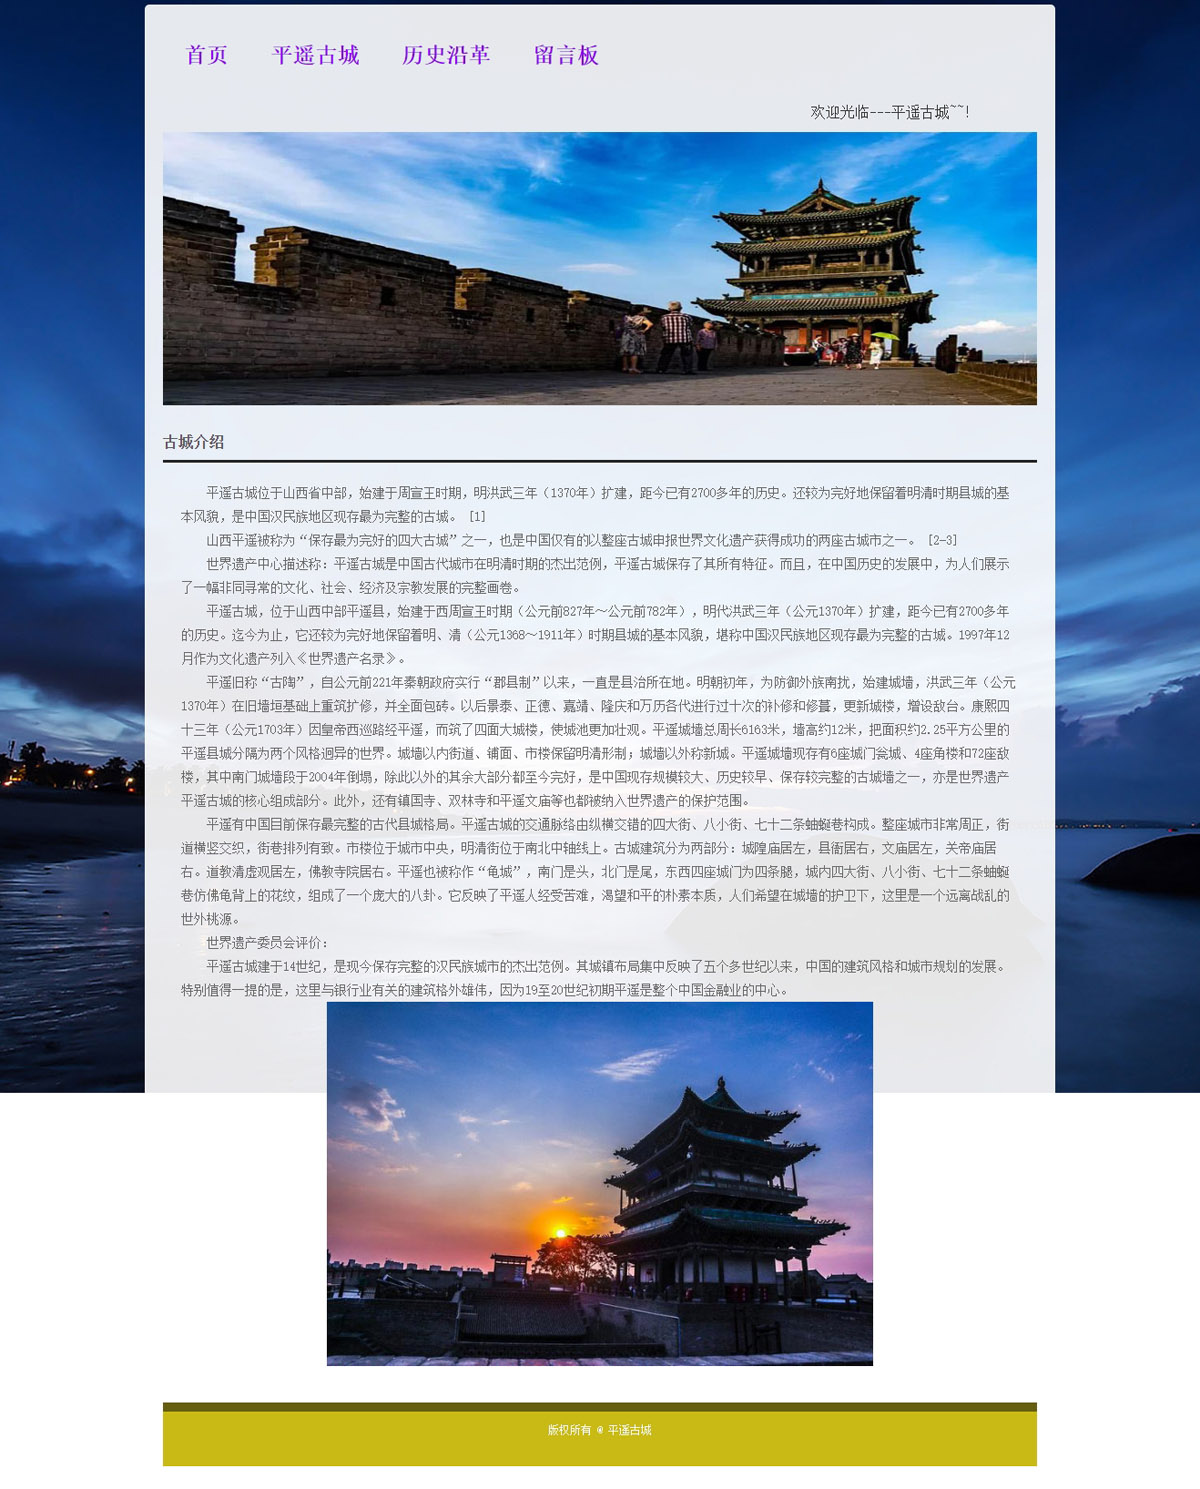 首页 平遥古城 历史沿革 留言板
欢迎光临---平遥古城~~!
古城介绍
平遥古城位于山西省中部，始建于周宣王时期，明洪武三年（1370年）扩建，距今已有2700多年的历史。还较为完好地保留着明清时期县城的基
本风貌，是中国汉民族地区现存最为完整的古城。 [1]
山西平遥被称为“保存最为完好的四大古城”之一，也是中国仅有的以整座古城申报世界文化遗产获得成功的两座古城市之一。 [2-3]
世界遗产中心描述称：平遥古城是中国古代城市在明清时期的杰出范例，平遥古城保存了其所有特征。而且，在中国历史的发展中，为人们展示
了一幅非同寻常的文化、社会、经济及宗教发展的完整画卷。
平遥古城，位于山西中部平遥县，始建于西周宣王时期（公元前827年～公元前782年），明代洪武三年（公元1370年）扩建，距今已有2700多年
的历史。迄今为止，它还较为完好地保留着明、清（公元1368～1911年）时期县城的基本风貌，堪称中国汉民族地区现存最为完整的古城。1997年12
月作为文化遗产列入《世界遗产名录》。
平遥旧称“古陶”，自公元前221年秦朝政府实行“郡县制”以来，一直是县治所在地。明朝初年，为防御外族南扰，始建城墙，洪武三年（公元
1370年）在旧墙垣基础上重筑扩修，并全面包砖。以后景泰、正德、嘉靖、隆庆和万历各代进行过十次的补修和修葺，更新城楼，增设敌台。康熙四
十三年（公元1703年）因皇帝西巡路经平遥，而筑了四面大城楼，使城池更加壮观。平遥城墙总周长6163米，墙高约12米，把面积约2.25平方公里的
平遥县城分隔为两个风格迥异的世界。城墙以内街道、铺面、市楼保留明清形制；城墙以外称新城。平遥城墙现存有6座城门瓮城、4座角楼和72座敌
楼，其中南门城墙段于2004年倒塌，除此以外的其余大部分都至今完好，是中国现存规模较大、历史较早、保存较完整的古城墙之一，亦是世界遗产
平遥古城的核心组成部分。此外，还有镇国寺、双林寺和平遥文庙等也都被纳入世界遗产的保护范围。
平遥有中国目前保存最完整的古代县城格局。平遥古城的交通脉络由纵横交错的四大街、八小街、七十二条蚰蜒巷构成。整座城市非常周正，街
道横竖交织，街巷排列有致。市楼位于城市中央，明清街位于南北中轴线上。古城建筑分为两部分：城隍庙居左，县衙居右，文庙居左，关帝庙居
右。道教清虚观居左，佛教寺院居右。平遥也被称作“龟城”，南门是头，北门是尾，东西四座城门为四条腿，城内四大街、八小街、七十二条蚰蜒
巷仿佛龟背上的花纹，组成了一个庞大的八卦。它反映了平遥人经受苦难，渴望和平的朴素本质，人们希望在城墙的护卫下，这里是一个远离战乱的
世外桃源。
世界遗产委员会评价：
平遥古城建于14世纪，是现今保存完整的汉民族城市的杰出范例。其城镇布局集中反映了五个多世纪以来，中国的建筑风格和城市规划的发展。
特别值得一提的是，这里与银行业有关的建筑格外雄伟，因为19至20世纪初期平遥是整个中国金融业的中心。
版权所有 @ 平遥古城